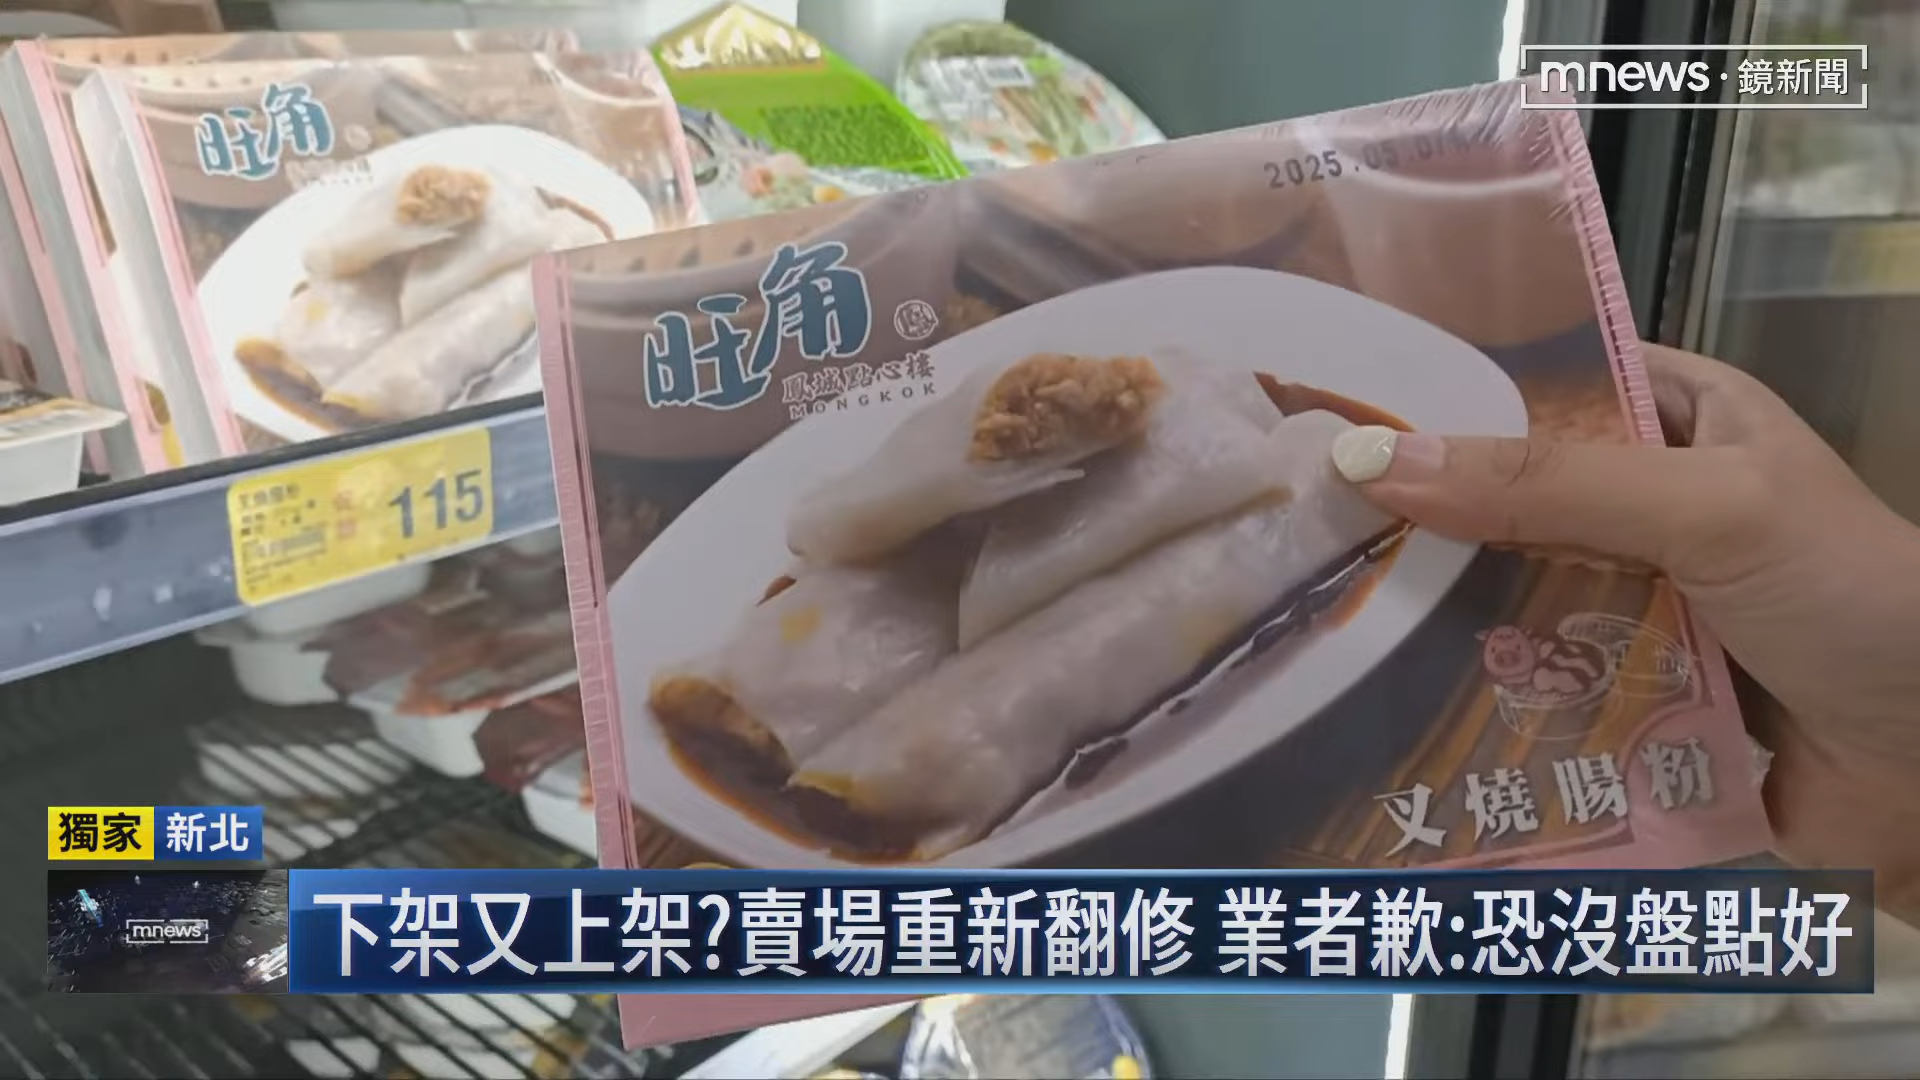 mnews·鏡新聞
旺角
2025.05.0
旺角
鳳城點心樓
MONGKOK
115
叉燒腸粉
獨家 新北
mnews
下架又上架?賣場重新翻修 業者歉:恐沒盤點好